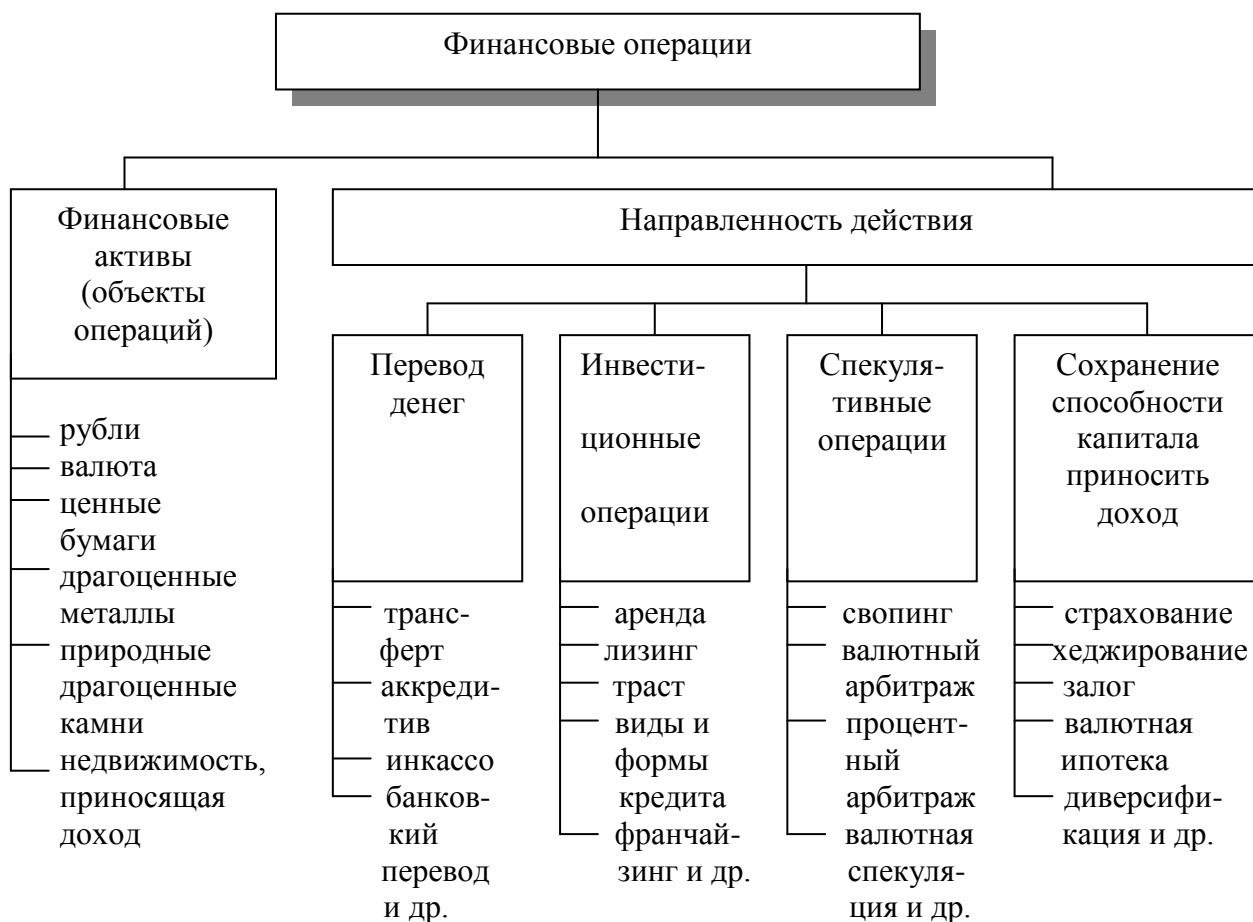 Финансовые операции
Финансовые
активы
(объекты
операций)
Направленность действия
Перевод
денег
Инвести-
ционные
операции
Спекуля-
тивные
операции
Сохранение
способности
капитала
приносить
доход
рубли
валюта
ценные
бумаги
драгоценные
металлы
природные
драгоценные
камни
недвижимость,
приносящая
доход
транс-
ферт
аккреди-
тив
инкассо
банков-
кий
перевод
и др.
аренда
лизинг
траст
виды и
формы
кредита
франчай-
зинг и др.
свопинг
валютный
арбитраж
процент-
ный
арбитраж
валютная
спекуля-
ция и др.
страхование
хеджирование
залог
валютная
ипотека
диверсифи-
кация и др.